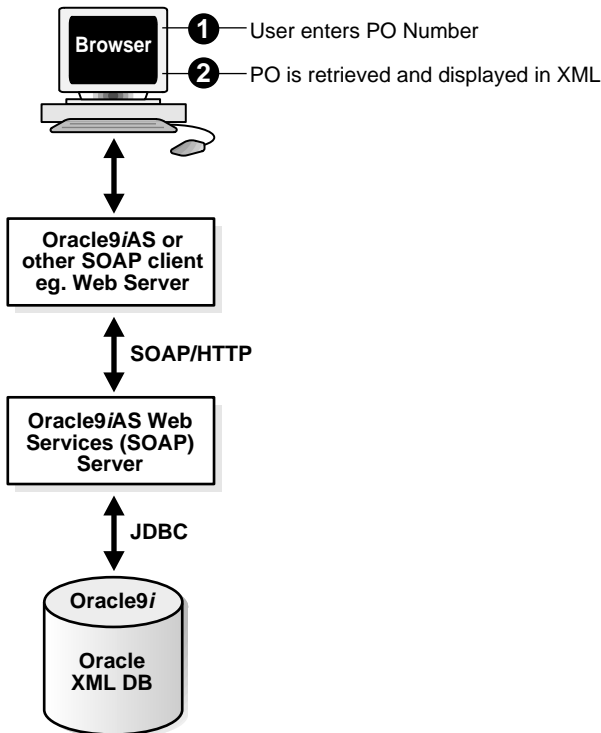 Browser
1 User enters PO Number
2 PO is retrieved and displayed in XML
Oracle9iAS or
other SOAP client
eg. Web Server
SOAP/HTTP
Oracle9iAS Web
Services (SOAP)
Server
JDBC
Oracle9i
Oracle
XML DB